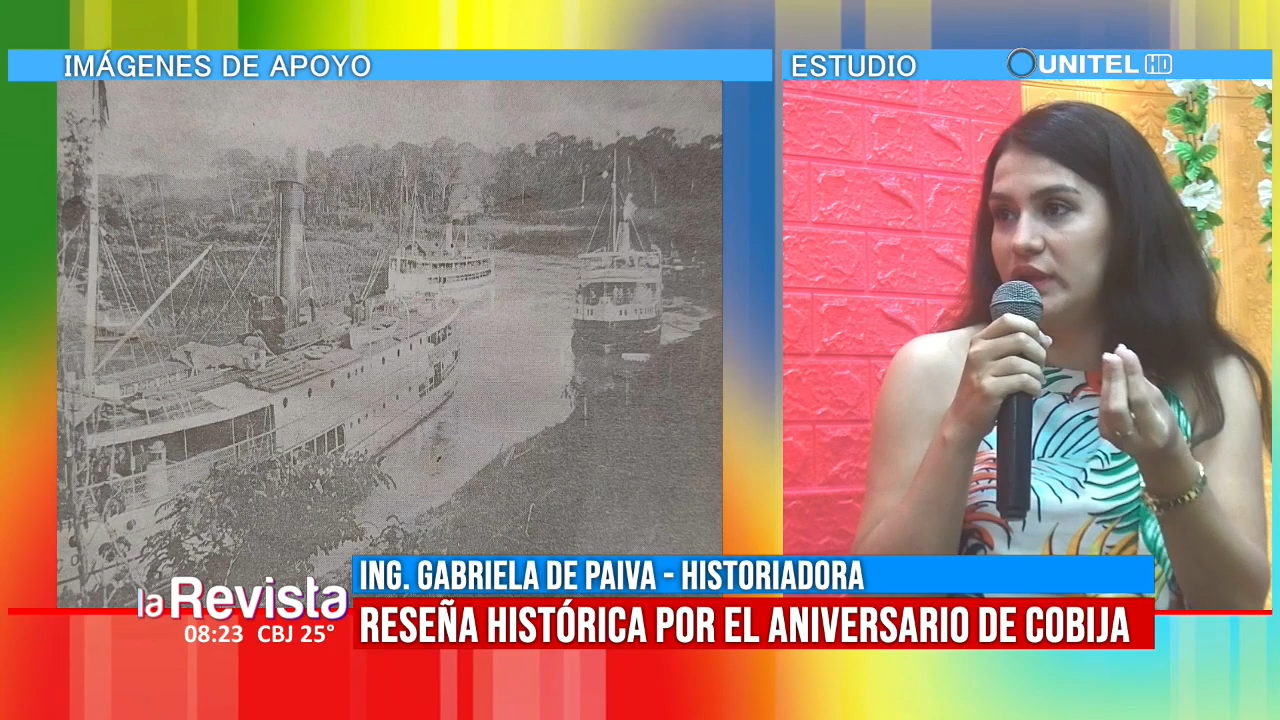 IMÁGENES DE APOYO
ESTUDIO
UNITEL HD
ING. GABRIELA DE PAIVA - HISTORIADORA
la Revista
RESEÑA HISTÓRICA POR EL ANIVERSARIO DE COBIJA
08:23 CBJ 25°